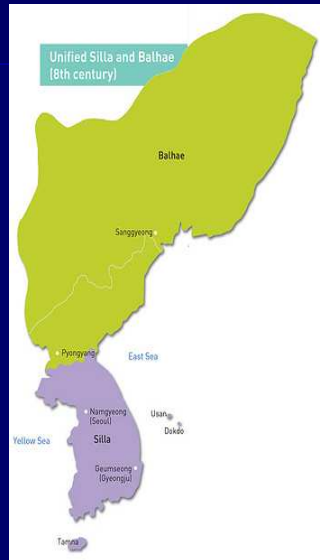 Unified Silla and Balhae
(8th century)
Balhae
Sanggyeong
Pyongyang
East Sea
Namgyeong
(Seoul)
Usan
Dokdo
Yellow Sea
Silla
Geumseong
(Gyeongju)
Tamna